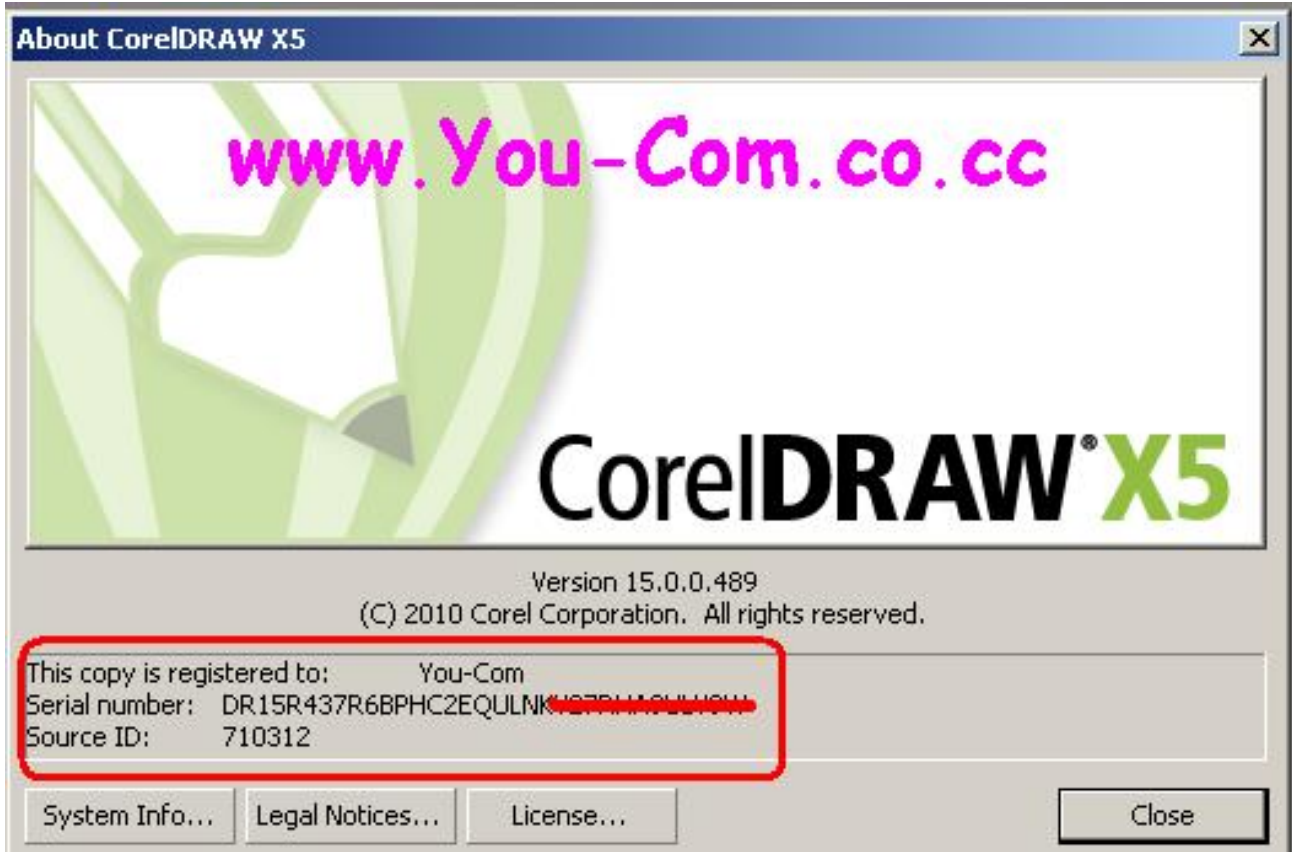 About CorelDRAW X5
www.You-Com.co.cc
CorelDRAW® X5
Version 15.0.0.489
(C) 2010 Corel Corporation. All rights reserved.
This copy is registered to: You-Com
Serial number: DR15R437R6BPHC2EQULNK
Source ID: 710312
System Info... Legal Notices... License... Close